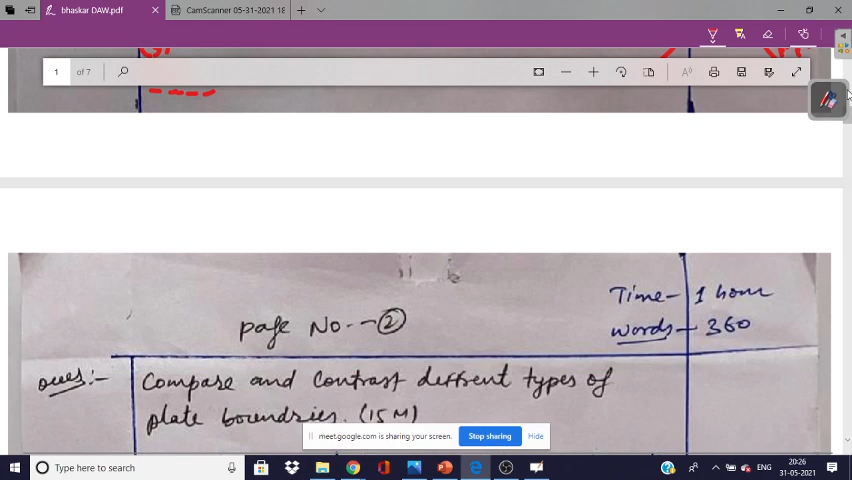 bhaskar DAW.pdf
CamScanner 05-31-2021 18
1 of 7
Time- 1 hour
Page No.-- 2
words - 360
Ques:-
Compare and Contrast diffrent types of
plate boundries. (15 M)
meet.google.com is sharing your screen. Stop sharing Hide
Type here to search
ENG
20:26
31-05-2021